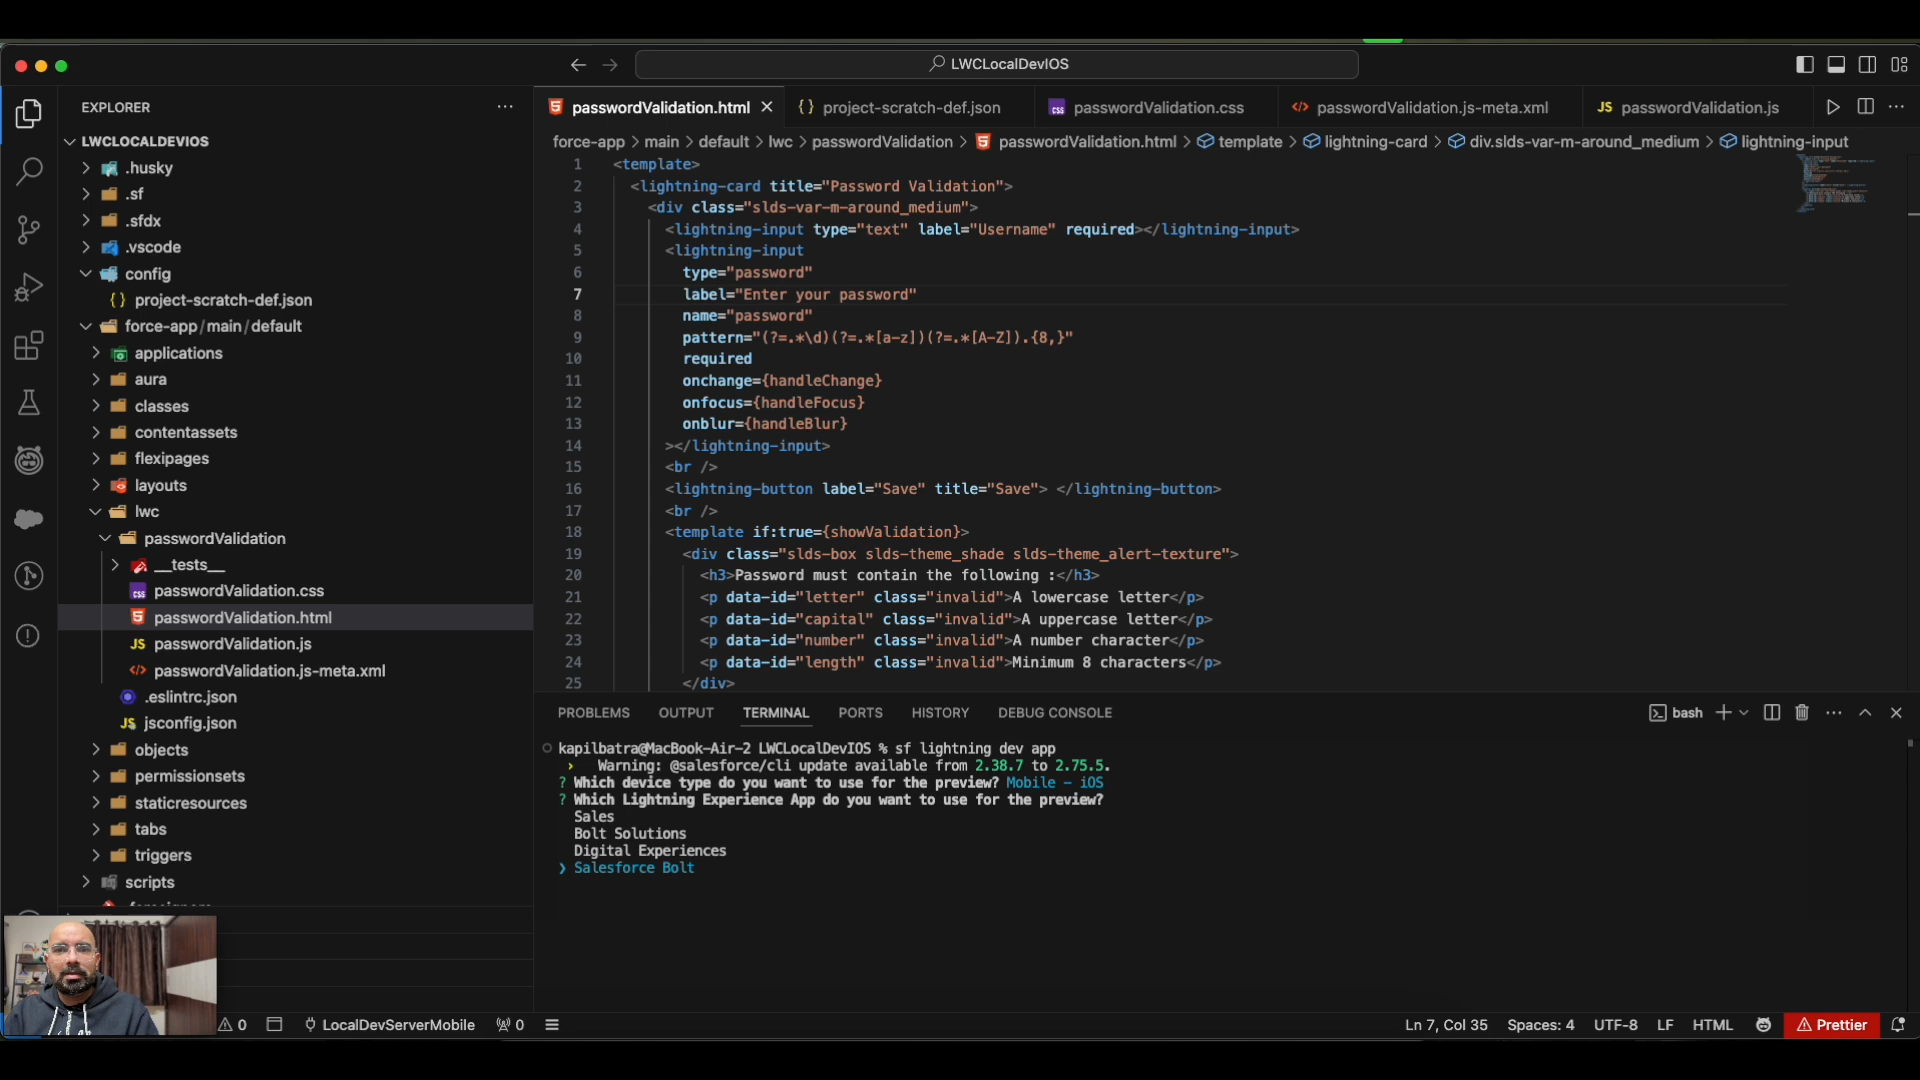 LWCLocalDevIOS
EXPLORER
LWCLOCALDEVIOS
.husky
.sf
.sfdx
.vscode
config
project-scratch-def.json
force-app/main/default
applications
aura
classes
contentassets
flexipages
layouts
lwc
passwordValidation
__tests__
passwordValidation.css
passwordValidation.html
passwordValidation.js
passwordValidation.js-meta.xml
.eslintrc.json
jsconfig.json
objects
permissionsets
staticresources
tabs
triggers
scripts
passwordValidation.html
project-scratch-def.json
passwordValidation.css
passwordValidation.js-meta.xml
passwordValidation.js
force-app > main > default > lwc > passwordValidation > passwordValidation.html > template > lightning-card > div.slds-var-m-around_medium > lightning-input
1 <template>
2 <lightning-card title="Password Validation">
3 <div class="slds-var-m-around_medium">
4 <lightning-input type="text" label="Username" required></lightning-input>
5 <lightning-input
6 type="password"
7 label="Enter your password"
8 name="password"
9 pattern="(?=.*\d)(?=.*[a-z])(?=.*[A-Z]).{8,}"
10 required
11 onchange={handleChange}
12 onfocus={handleFocus}
13 onblur={handleBlur}
14 ></lightning-input>
15 <br />
16 <lightning-button label="Save" title="Save"> </lightning-button>
17 <br />
18 <template if:true={showValidation}>
19 <div class="slds-box slds-theme_shade slds-theme_alert-texture">
20 <h3>Password must contain the following :</h3>
21 <p data-id="letter" class="invalid">A lowercase letter</p>
22 <p data-id="capital" class="invalid">A uppercase letter</p>
23 <p data-id="number" class="invalid">A number character</p>
24 <p data-id="length" class="invalid">Minimum 8 characters</p>
25 </div>
PROBLEMS OUTPUT TERMINAL PORTS HISTORY DEBUG CONSOLE
bash
kapilbatra@MacBook-Air-2 LWCLocalDevIOS % sf lightning dev app
› Warning: @salesforce/cli update available from 2.38.7 to 2.75.5.
? Which device type do you want to use for the preview? Mobile - iOS
? Which Lightning Experience App do you want to use for the preview?
Sales
Bolt Solutions
Digital Experiences
❯ Salesforce Bolt
0 LocalDevServerMobile 0
Ln 7, Col 35 Spaces: 4 UTF-8 LF HTML Prettier